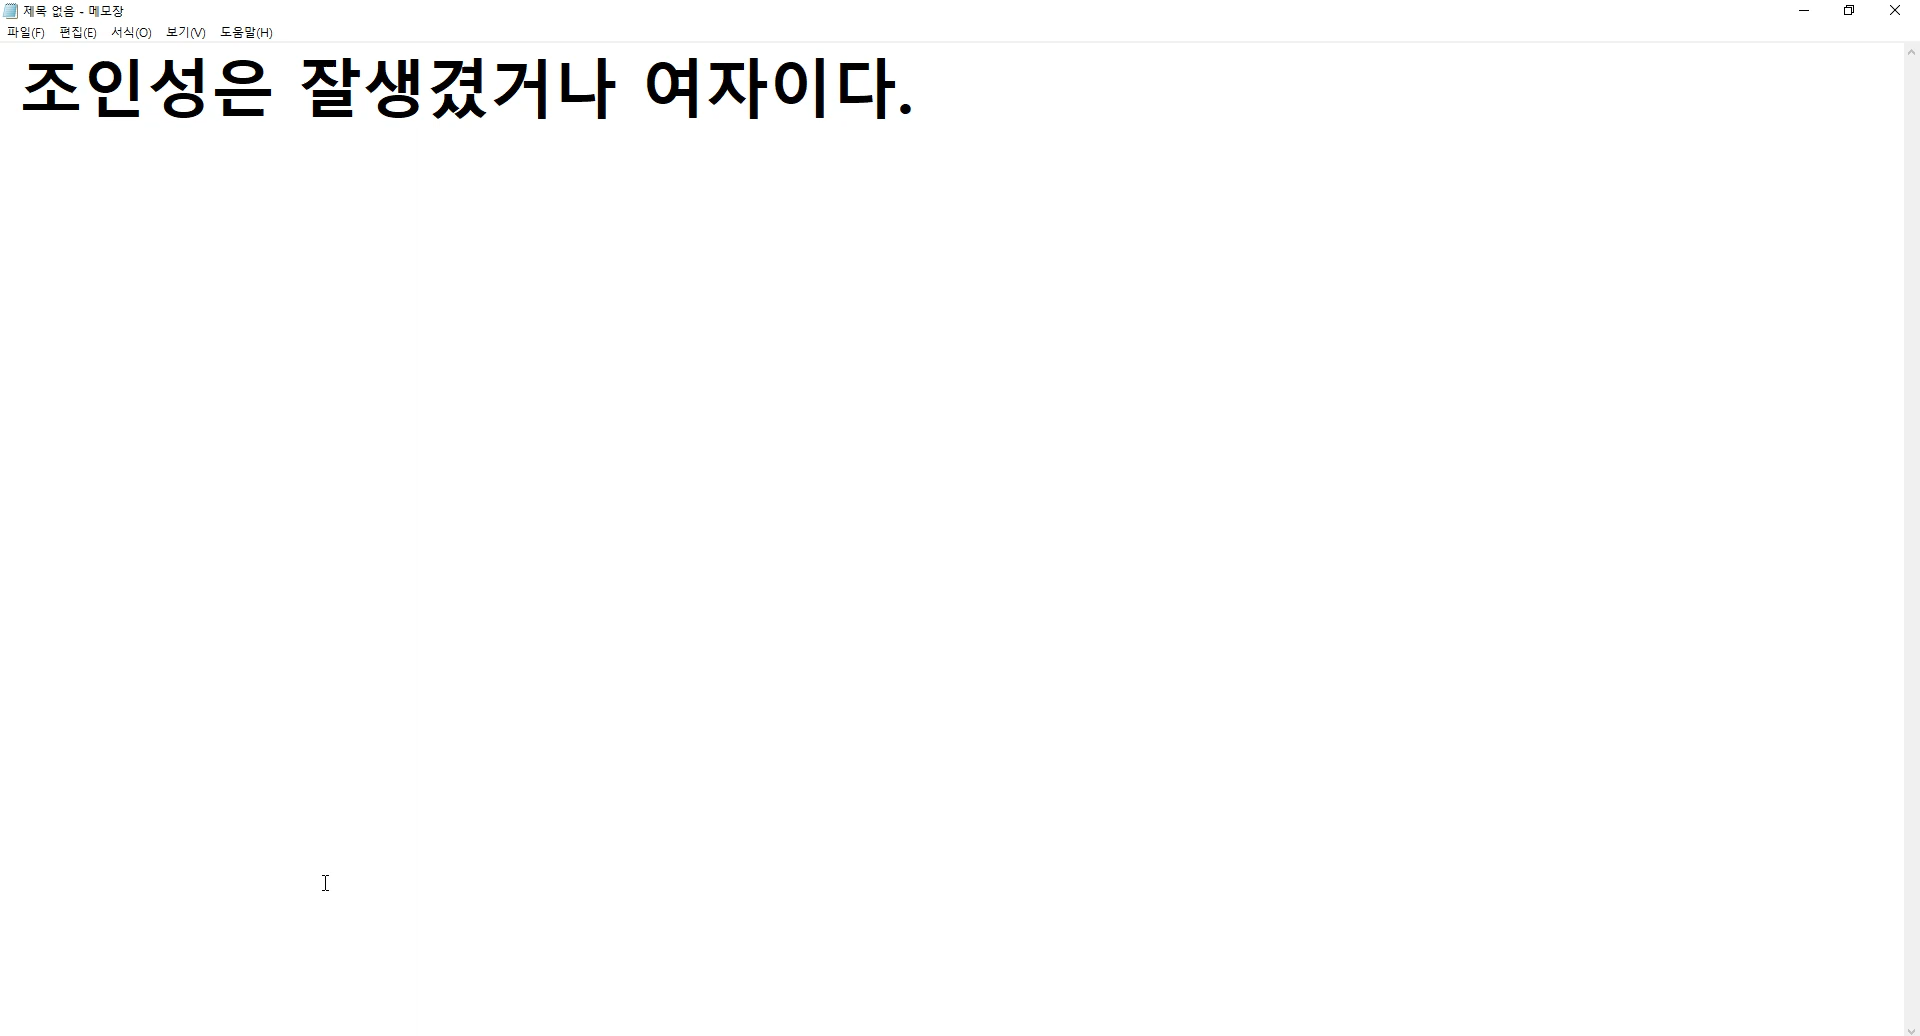 제목 없음 - 메모장
파일(F) 편집(E) 서식(O) 보기(V) 도움말(H)
조인성은 잘생겼거나 여자이다.